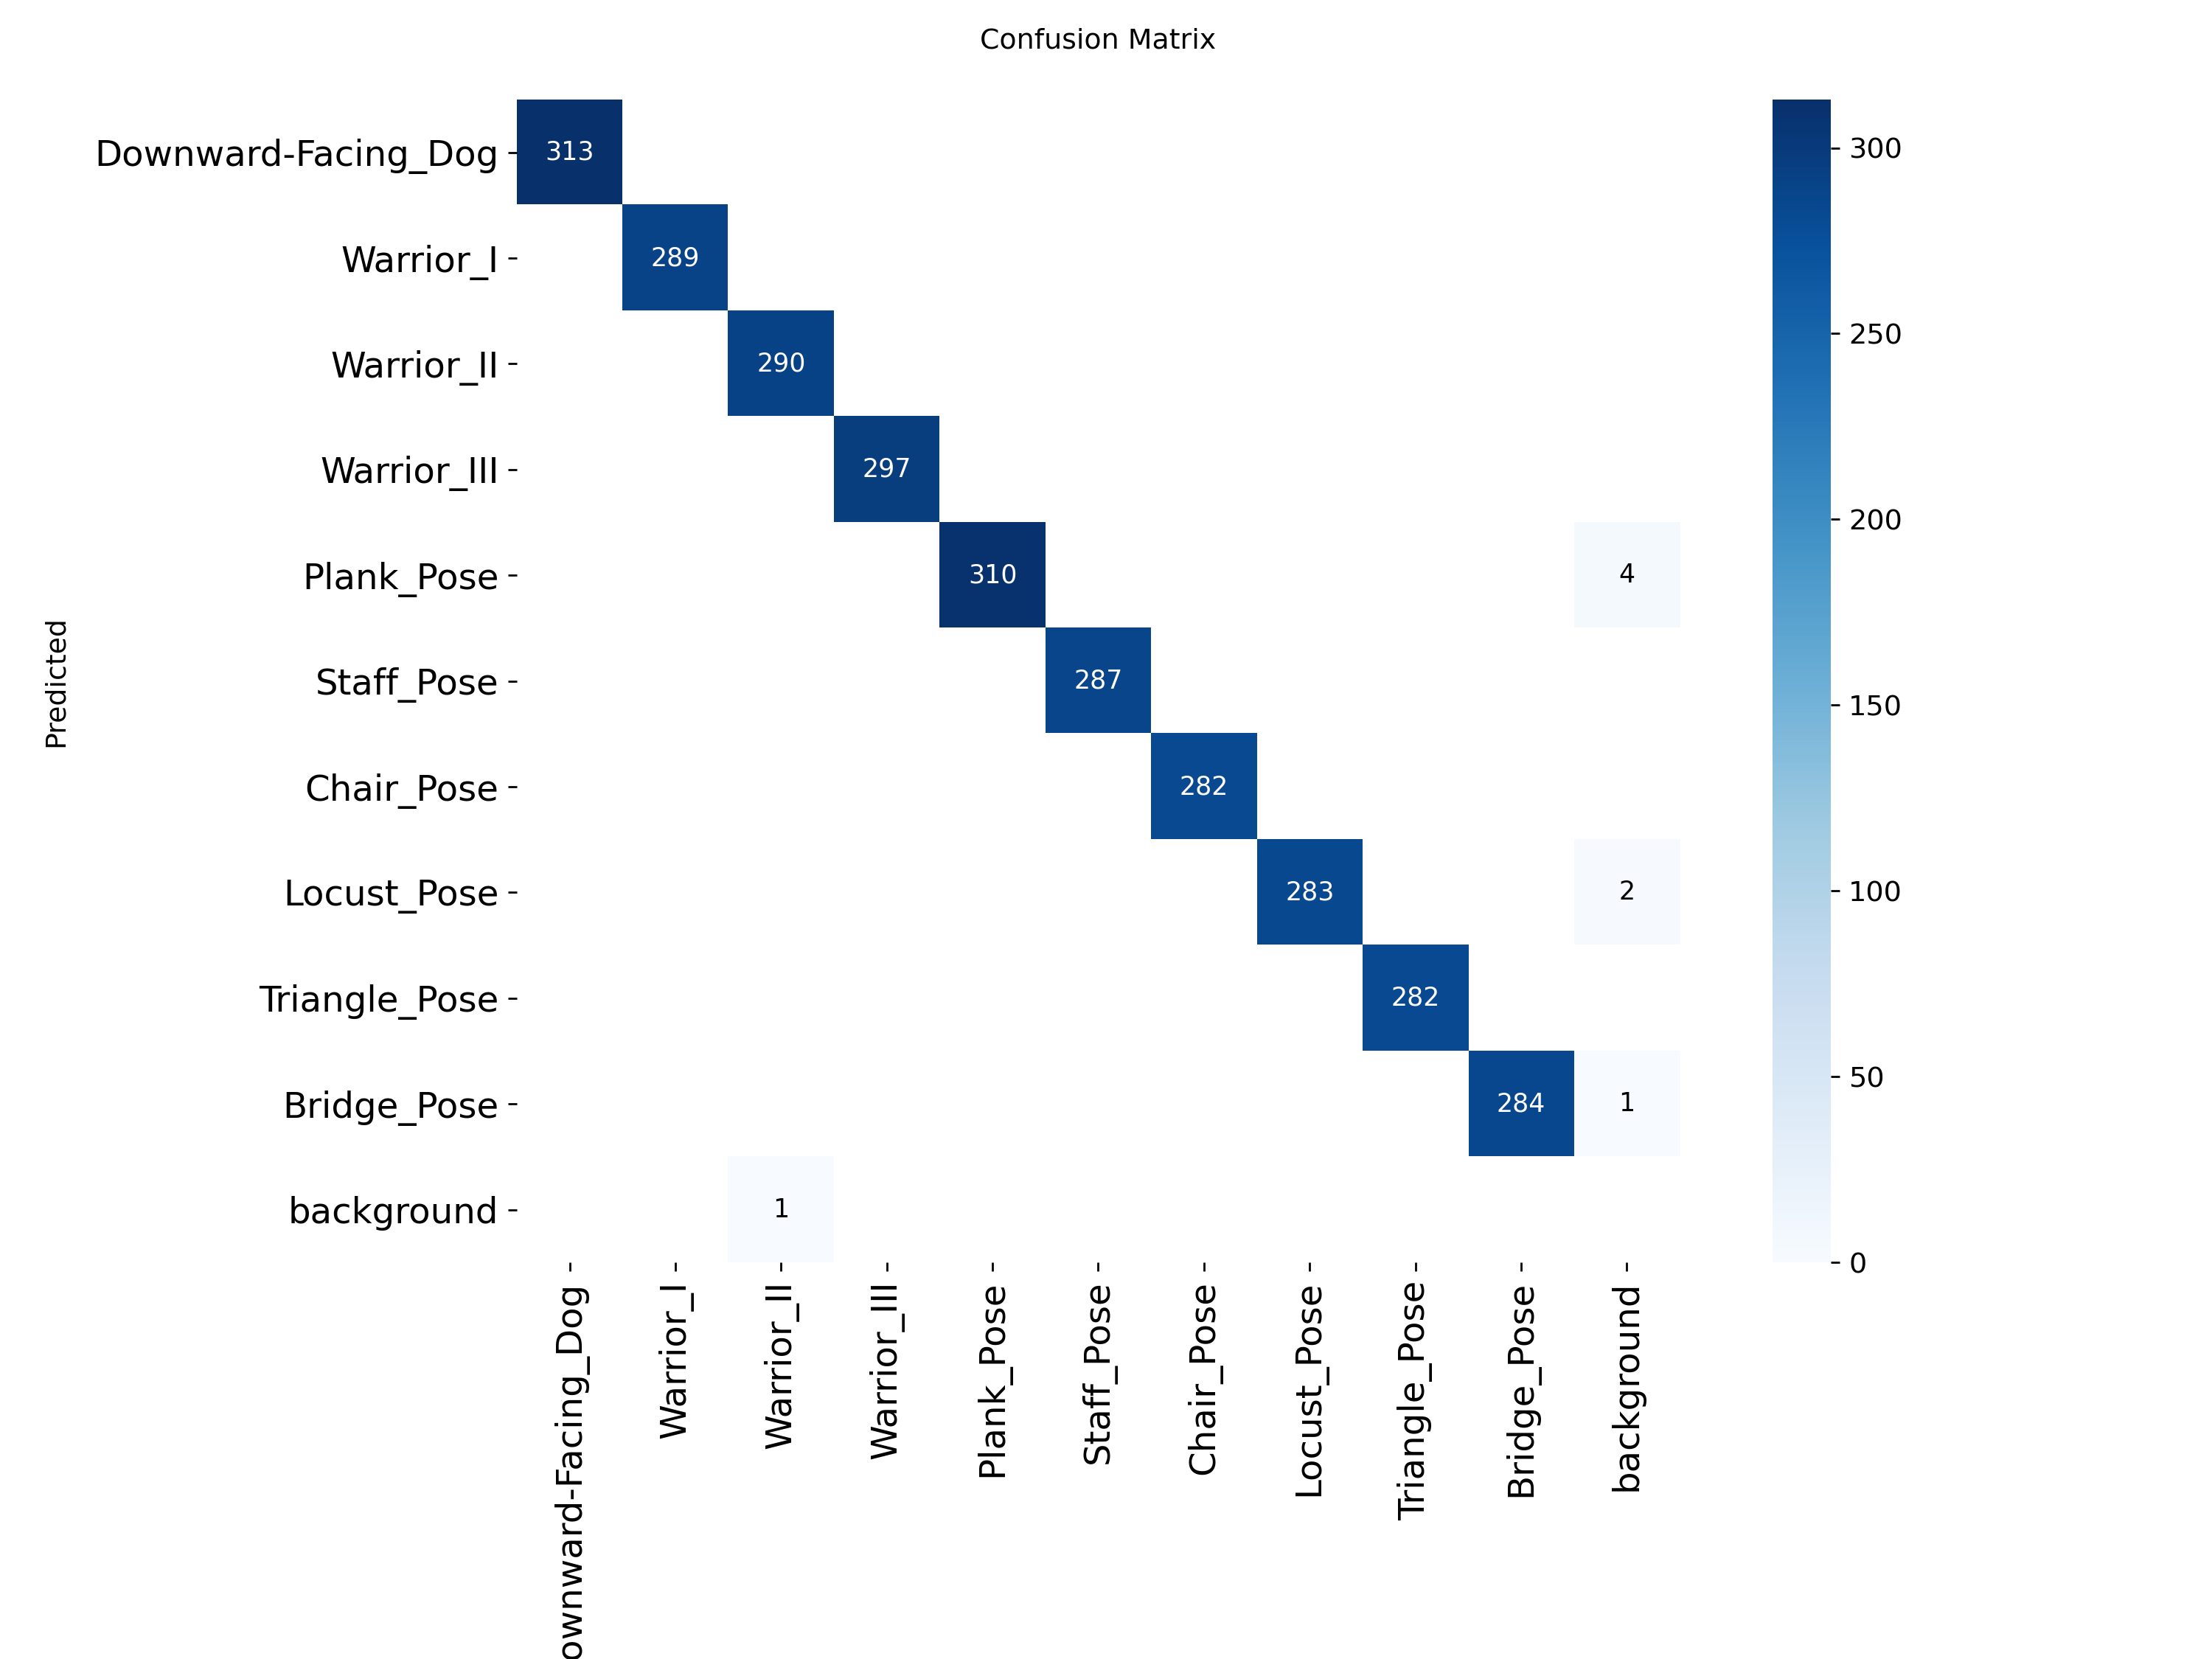 Confusion Matrix
Predicted
Downward-Facing_Dog
Warrior_I
Warrior_II
Warrior_III
Plank_Pose
Staff_Pose
Chair_Pose
Locust_Pose
Triangle_Pose
Bridge_Pose
background
313
289
290
297
310
4
287
282
283
2
282
284
1
1
ownward-Facing_Dog
Warrior_I
Warrior_II
Warrior_III
Plank_Pose
Staff_Pose
Chair_Pose
Locust_Pose
Triangle_Pose
Bridge_Pose
background
300
250
200
150
100
50
0